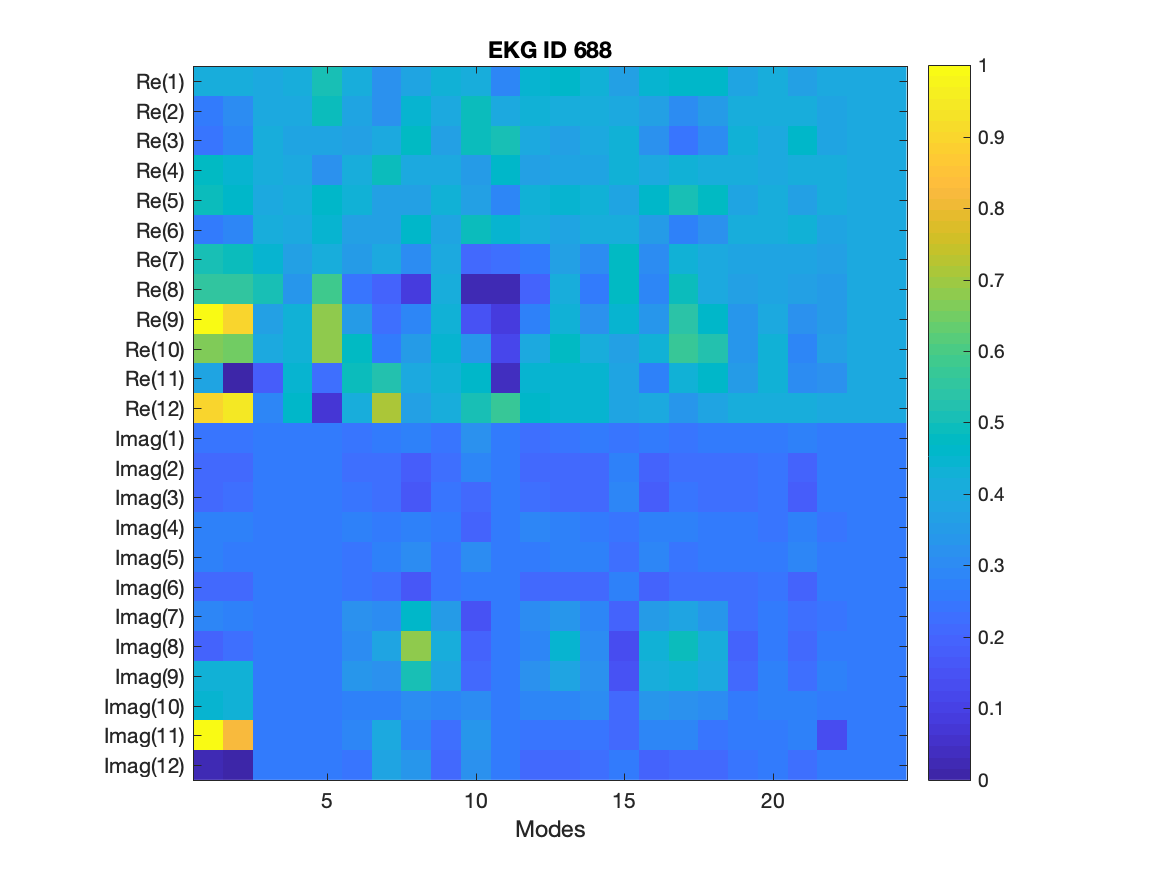 EKG ID 688
Re(1)
Re(2)
Re(3)
Re(4)
Re(5)
Re(6)
Re(7)
Re(8)
Re(9)
Re(10)
Re(11)
Re(12)
Imag(1)
Imag(2)
Imag(3)
Imag(4)
Imag(5)
Imag(6)
Imag(7)
Imag(8)
Imag(9)
Imag(10)
Imag(11)
Imag(12)
5 10 15 20
Modes
1
0.9
0.8
0.7
0.6
0.5
0.4
0.3
0.2
0.1
0